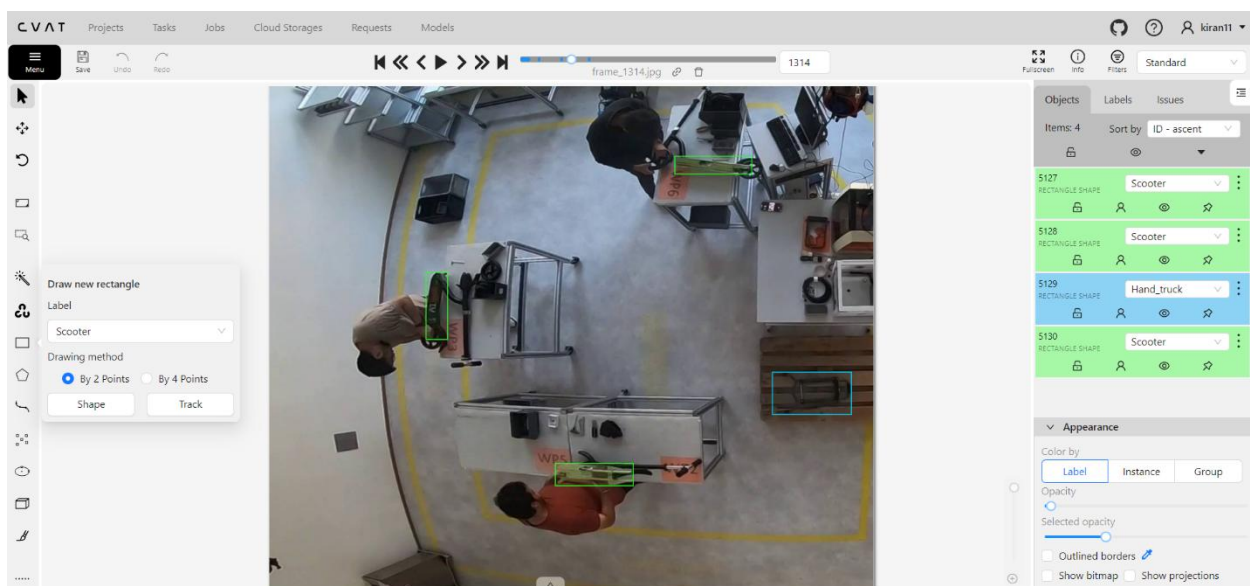 CVAT Projects Tasks Jobs Cloud Storages Requests Models kiran11
Menu Save Undo Redo 1314 Fullscreen Info Filters Standard
frame_1314.jpg
Objects Labels Issues
Items: 4 Sort by ID - ascent
5127 Scooter
RECTANGLE SHAPE
5128 Scooter
RECTANGLE SHAPE
5129 Hand_truck
RECTANGLE SHAPE
5130 Scooter
RECTANGLE SHAPE
Draw new rectangle
Label
Scooter
Drawing method
By 2 Points By 4 Points
Shape Track
WP6
WP3
WP5
Appearance
Color by
Label Instance Group
Opacity
Selected opacity
Outlined borders
Show bitmap Show projections